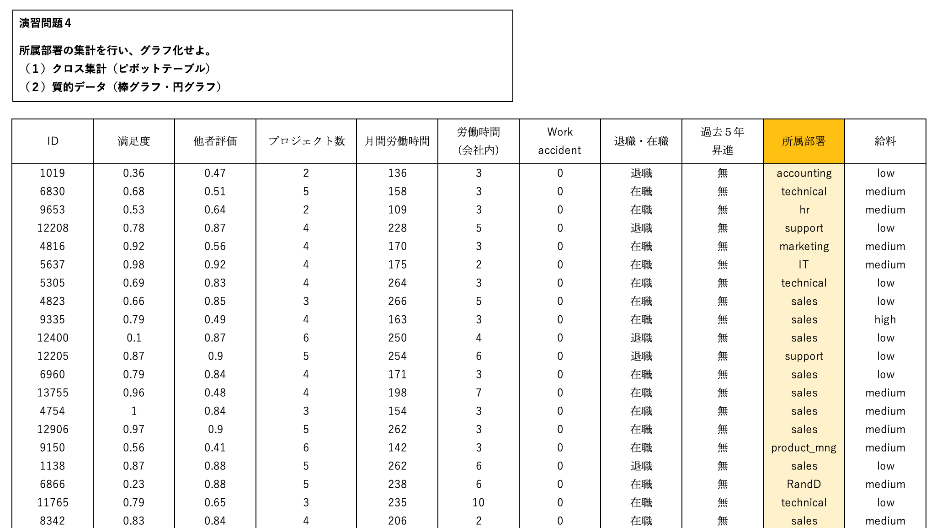 演習問題４
所属部署の集計を行い、グラフ化せよ。
（１）クロス集計（ピボットテーブル）
（２）質的データ（棒グラフ・円グラフ）
ID 満足度 他者評価 プロジェクト数 月間労働時間 労働時間（会社内） Work accident 退職・在職 過去５年昇進 所属部署 給料
1019 0.36 0.47 2 136 3 0 退職 無 accounting low
6830 0.68 0.51 5 158 3 0 在職 無 technical medium
9653 0.53 0.64 2 109 3 0 在職 無 hr medium
12208 0.78 0.87 4 228 5 0 退職 無 support low
4816 0.92 0.56 4 170 3 0 在職 無 marketing medium
5637 0.98 0.92 4 175 2 0 在職 無 IT medium
5305 0.69 0.83 4 264 3 0 在職 無 technical low
4823 0.66 0.85 3 266 5 0 在職 無 sales low
9335 0.79 0.49 4 163 3 0 在職 無 sales high
12400 0.1 0.87 6 250 4 0 退職 無 sales low
12205 0.87 0.9 5 254 6 0 退職 無 support low
6960 0.79 0.84 4 171 3 0 在職 無 sales low
13755 0.96 0.48 4 198 7 0 在職 無 sales medium
4754 1 0.84 3 154 3 0 在職 無 sales medium
12906 0.97 0.9 5 262 3 0 在職 無 sales medium
9150 0.56 0.41 6 142 3 0 在職 無 product_mng medium
1138 0.87 0.88 5 262 6 0 退職 無 sales low
6866 0.23 0.88 5 238 6 0 在職 無 RandD medium
11765 0.79 0.65 3 235 10 0 在職 無 technical low
8342 0.83 0.84 4 206 2 0 在職 無 sales medium